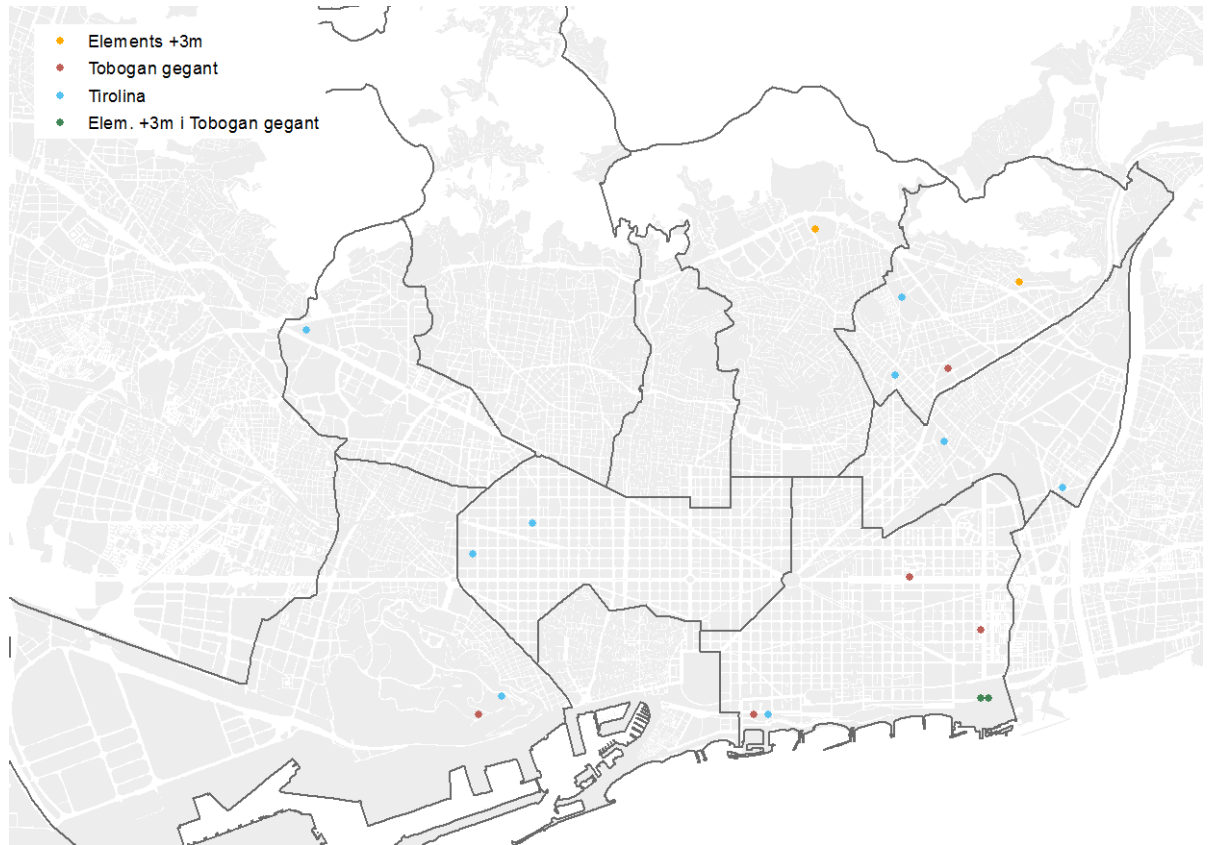 Elements +3m
Tobogan gegant
Tirolina
Elem. +3m i Tobogan gegant